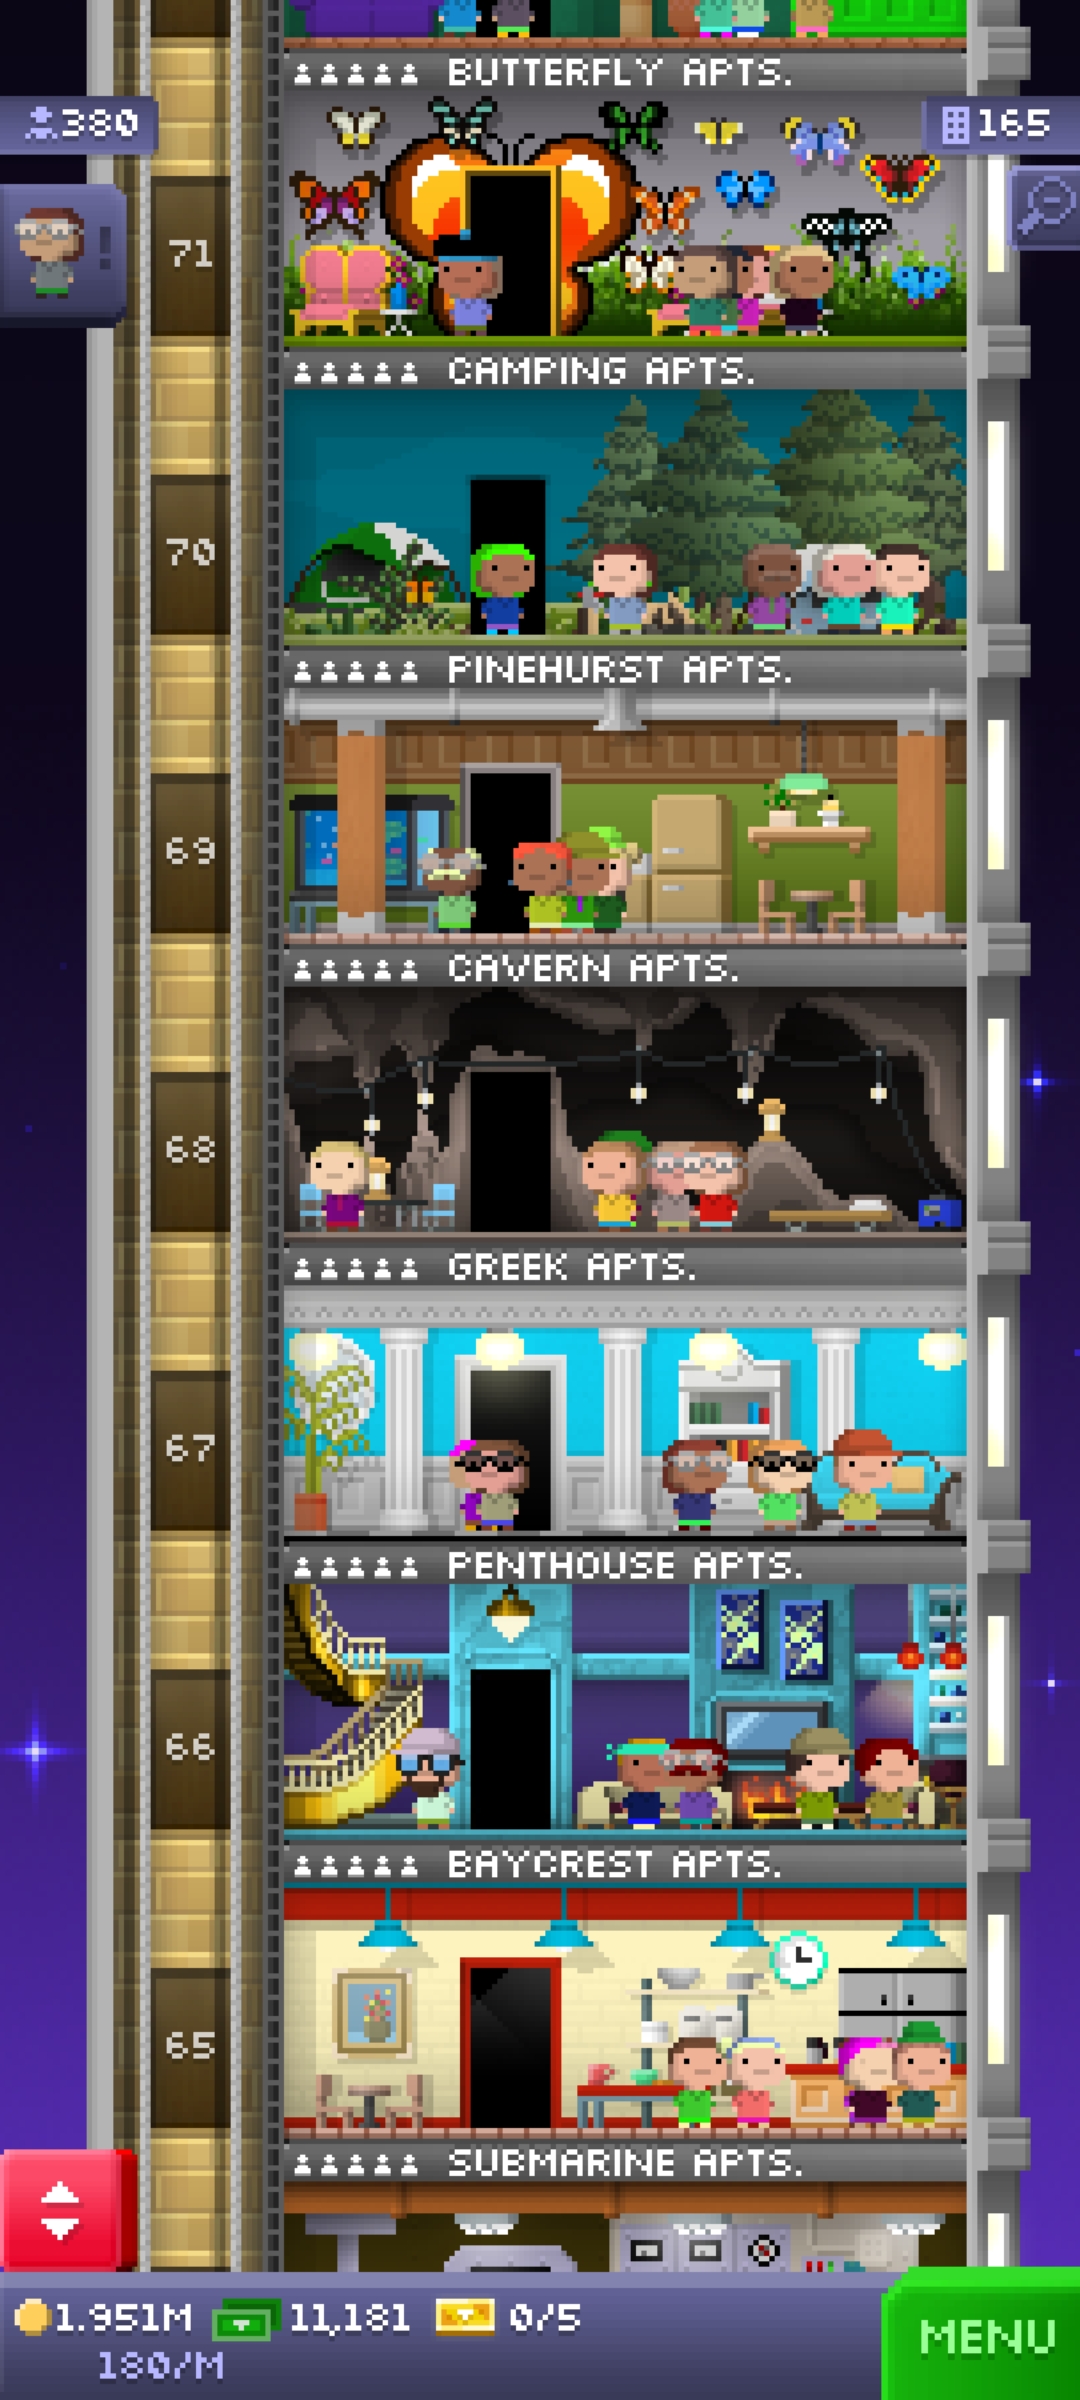 BUTTERFLY APTS.
380
165
71
CAMPING APTS.
70
PINEHURST APTS.
69
CAVERN APTS.
68
GREEK APTS.
67
PENTHOUSE APTS.
66
BAYCREST APTS.
65
SUBMARINE APTS.
1.951M 11,181 0/5
180/M
MENU